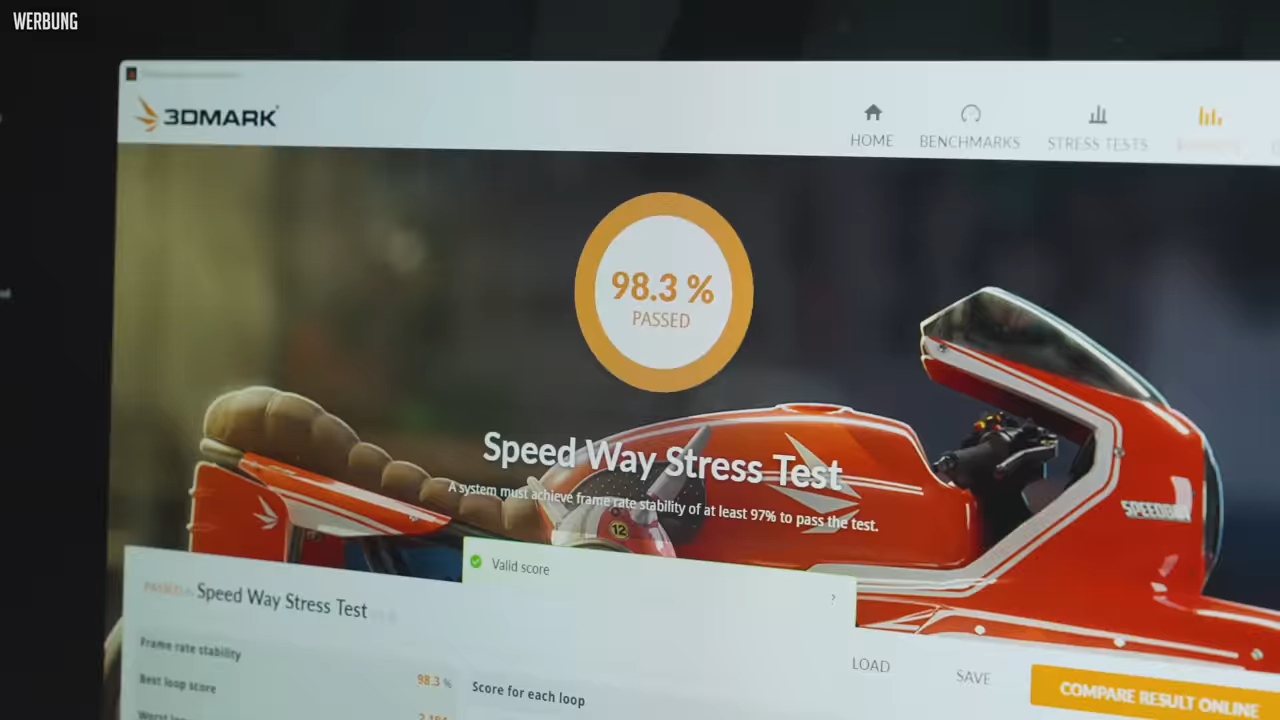 WERBUNG
3DMARK
HOME
BENCHMARKS
STRESS TESTS
98.3 %
PASSED
Speed Way Stress Test
A system must achieve frame rate stability of at least 97% to pass the test.
12
Valid score
?
Speed Way Stress Test
Frame rate stability
98.3 %
Best loop score
Score for each loop
LOAD
SAVE
COMPARE RESULT ONLINE